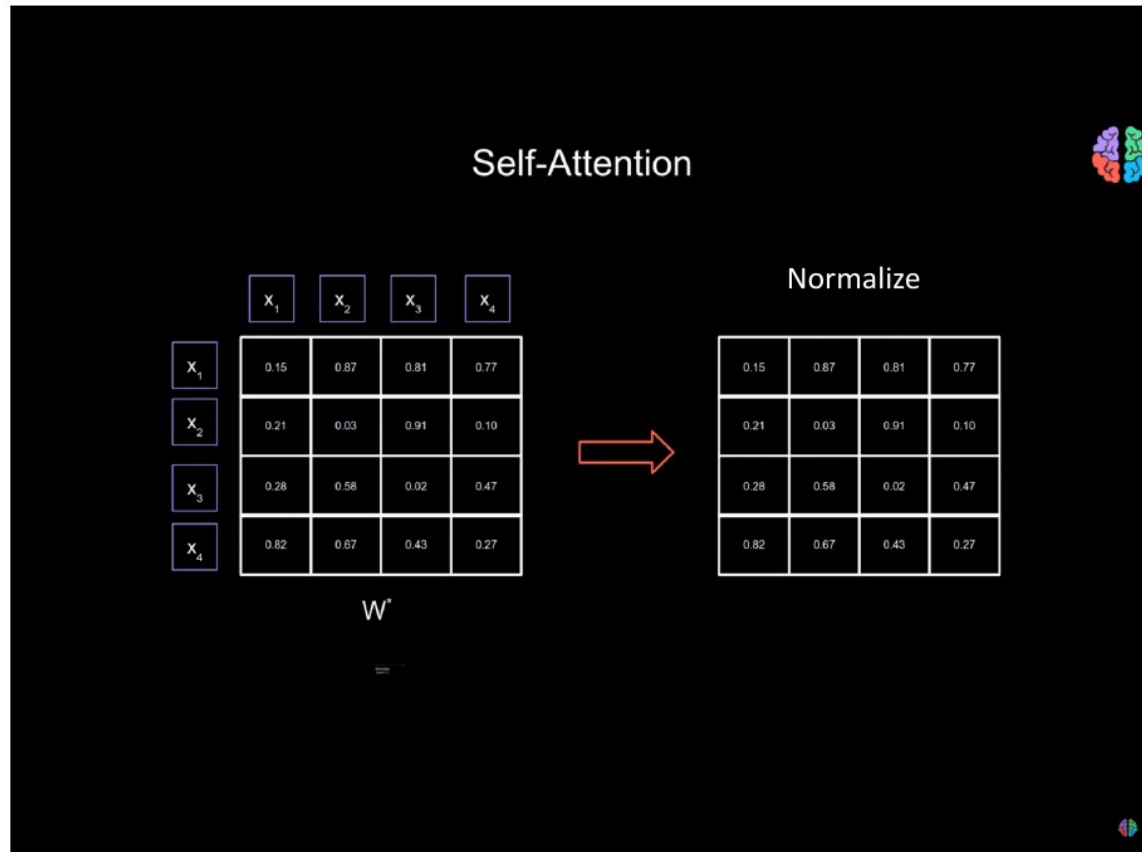 Self-Attention
Normalize
x₁ x₂ x₃ x₄
x₁ 0.15 0.87 0.81 0.77 0.15 0.87 0.81 0.77
x₂ 0.21 0.03 0.91 0.10 0.21 0.03 0.91 0.10
x₃ 0.28 0.58 0.02 0.47 0.28 0.58 0.02 0.47
x₄ 0.82 0.67 0.43 0.27 0.82 0.67 0.43 0.27
W*